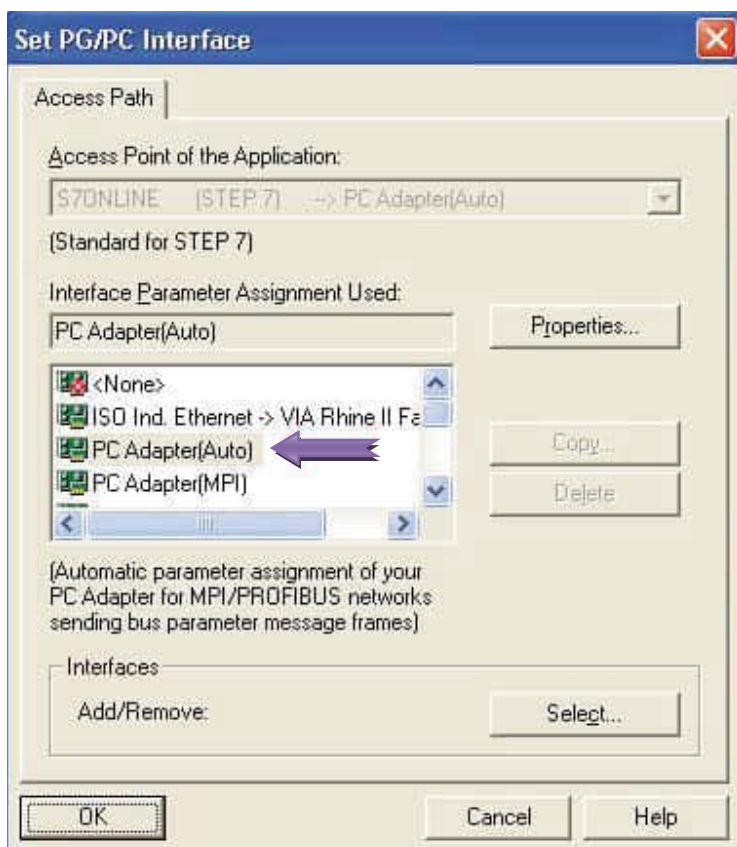 Set PG/PC Interface
Access Path
Access Point of the Application:
S7ONLINE (STEP 7) --> PC Adapter(Auto)
(Standard for STEP 7)
Interface Parameter Assignment Used:
PC Adapter(Auto)
Properties...
<None>
ISO Ind. Ethernet -> VIA Rhine II Fa
PC Adapter(Auto)
PC Adapter(MPI)
Copy...
Delete
(Automatic parameter assignment of your
PC Adapter for MPI/PROFIBUS networks
sending bus parameter message frames)
Interfaces
Add/Remove:
Select...
OK
Cancel
Help